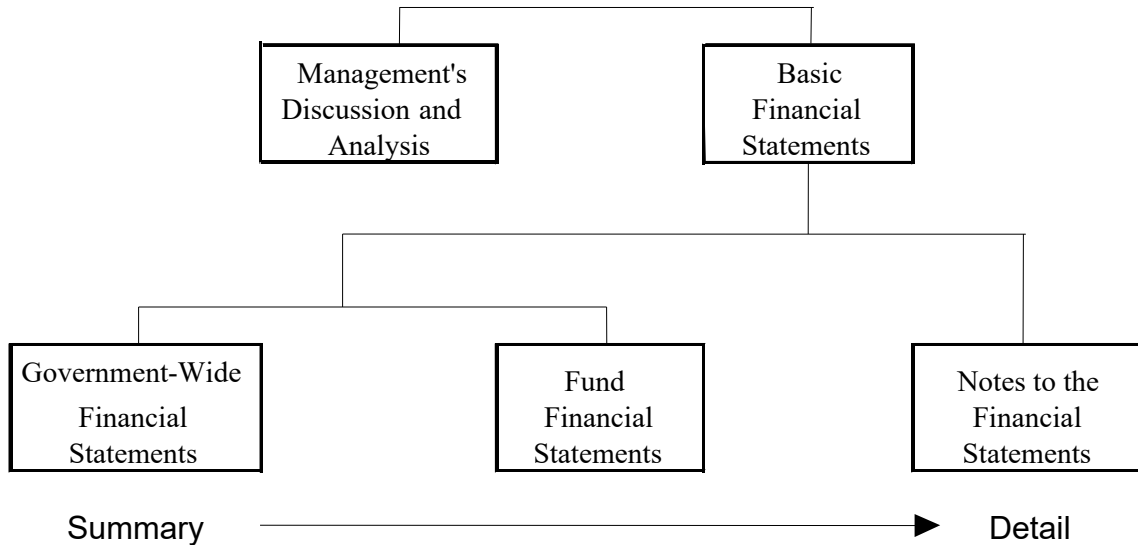 Management's
Discussion and
Analysis
Basic
Financial
Statements
Government-Wide
Financial
Statements
Fund
Financial
Statements
Notes to the
Financial
Statements
Summary
Detail